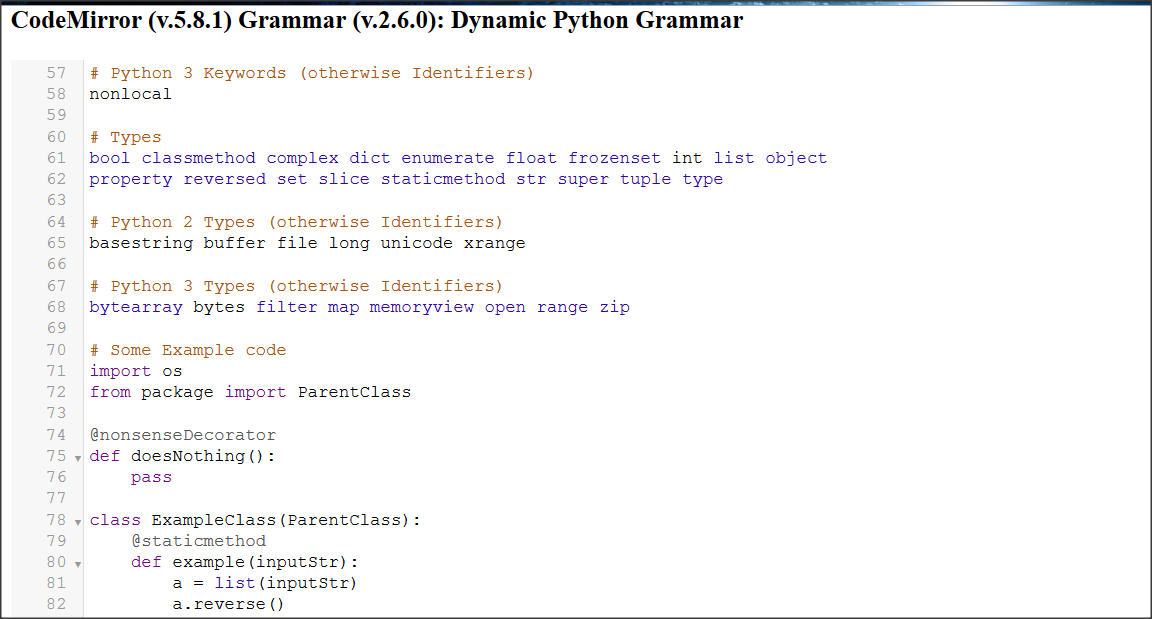 CodeMirror (v.5.8.1) Grammar (v.2.6.0): Dynamic Python Grammar
57 # Python 3 Keywords (otherwise Identifiers)
58 nonlocal
59
60 # Types
61 bool classmethod complex dict enumerate float frozenset int list object
62 property reversed set slice staticmethod str super tuple type
63
64 # Python 2 Types (otherwise Identifiers)
65 basestring buffer file long unicode xrange
66
67 # Python 3 Types (otherwise Identifiers)
68 bytearray bytes filter map memoryview open range zip
69
70 # Some Example code
71 import os
72 from package import ParentClass
73
74 @nonsenseDecorator
75 def doesNothing():
76     pass
77
78 class ExampleClass(ParentClass):
79     @staticmethod
80     def example(inputStr):
81         a = list(inputStr)
82         a.reverse()